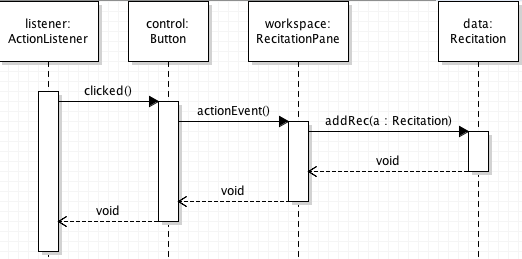 listener:
ActionListener
control:
Button
workspace:
RecitationPane
data:
Recitation
clicked()
actionEvent()
addRec(a : Recitation)
void
void
void